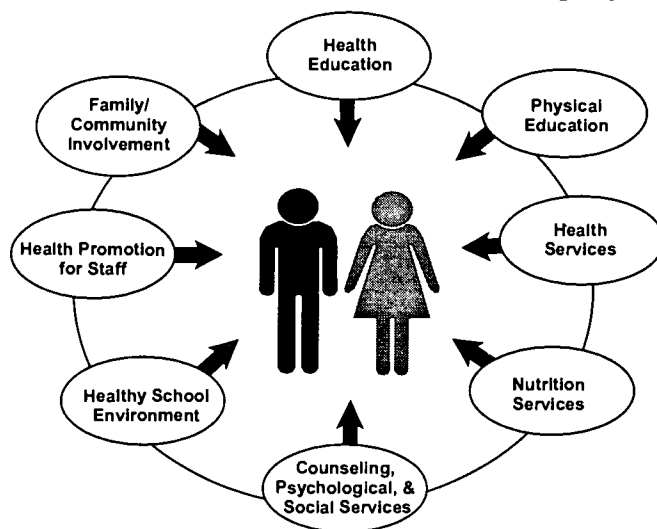 Health
Education
Physical
Education
Health
Services
Nutrition
Services
Counseling,
Psychological, &
Social Services
Healthy School
Environment
Health Promotion
for Staff
Family/
Community
Involvement